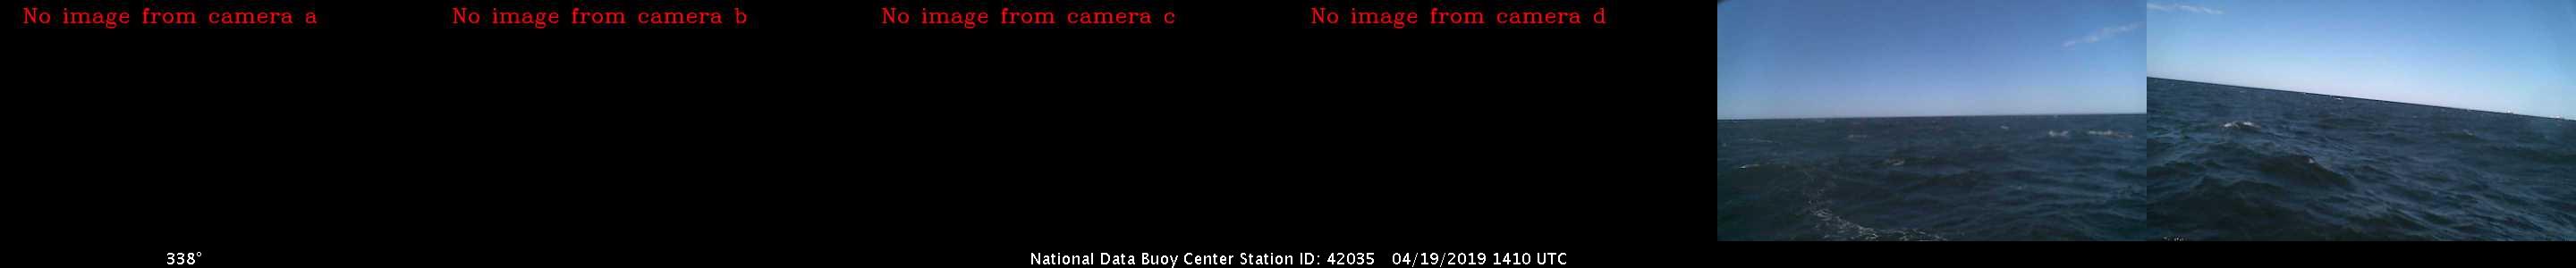 No image from camera a
No image from camera b
No image from camera c
No image from camera d
338°
National Data Buoy Center Station ID: 42035 04/19/2019 1410 UTC